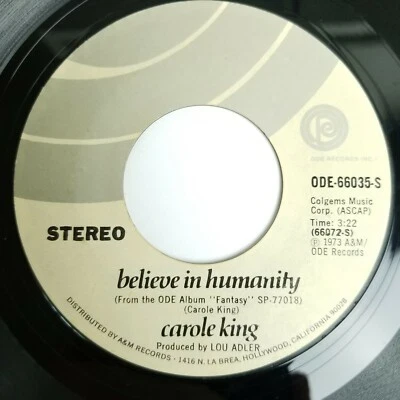 ODE RECORDS INC.
ODE-66035-S
Colgems Music
Corp. (ASCAP)
Time: 3:22
(66072-S)
℗ 1973 A&M/
ODE Records
STEREO
believe in humanity
(From the ODE Album "Fantasy" SP-77018)
(Carole King)
carole king
Produced by LOU ADLER
DISTRIBUTED BY A&M RECORDS - 1416 N. LA BREA, HOLLYWOOD, CALIFORNIA 90028